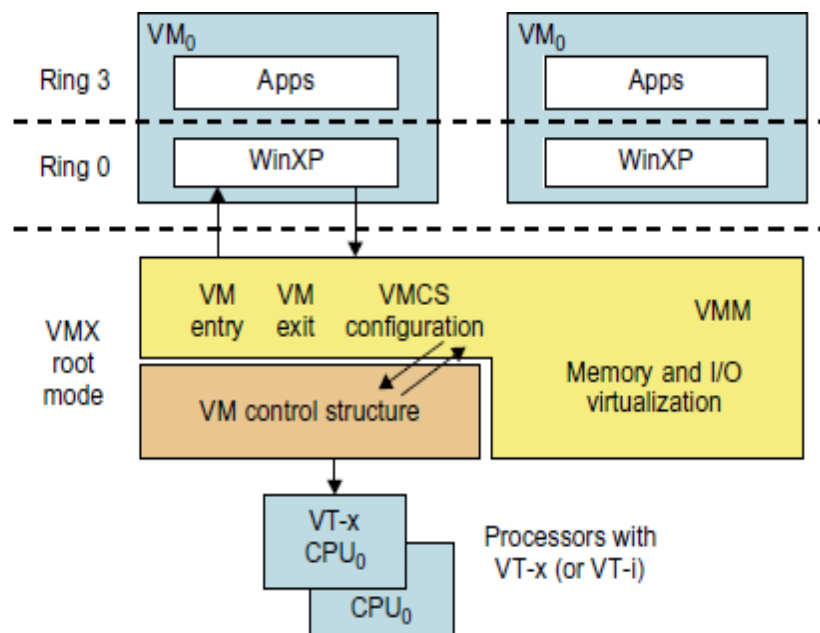 VM0
VM0
Ring 3
Apps
Apps
Ring 0
WinXP
WinXP
VMX
root
mode
VM
entry
VM
exit
VMCS
configuration
VMM
Memory and I/O
virtualization
VM control structure
VT-x
CPU0
CPU0
Processors with
VT-x (or VT-i)